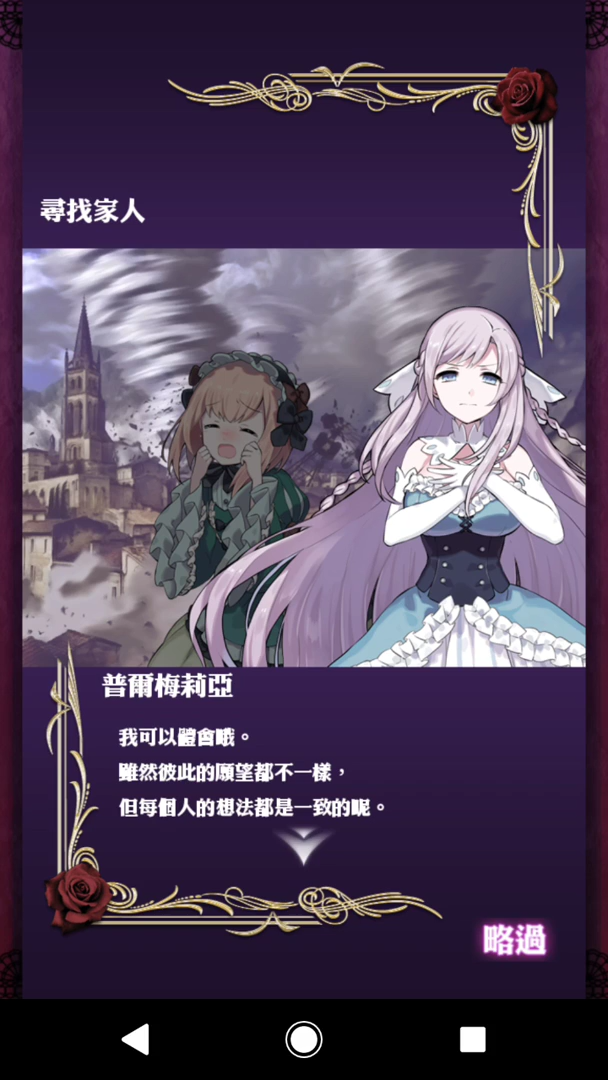 尋找家人
普爾梅莉亞
我可以體會哦。
雖然彼此的願望都不一樣，
但每個人的想法都是一致的呢。
略過